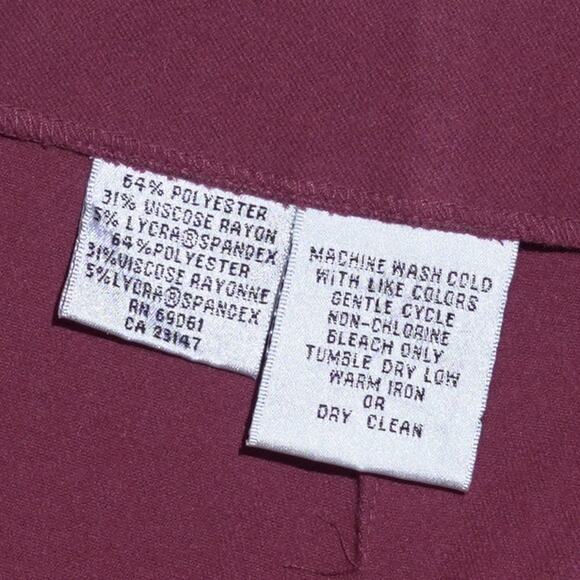 64% POLYESTER
31% VISCOSE RAYON
5% LYCRA®SPANDEX
64%POLYESTER
31%VISCOSE RAYONNE
5%LYCRA®SPANDEX
RN 69061
CA 23147
MACHINE WASH COLD
WITH LIKE COLORS
GENTLE CYCLE
NON-CHLORINE
BLEACH ONLY
TUMBLE DRY LOW
WARM IRON
OR
DRY CLEAN